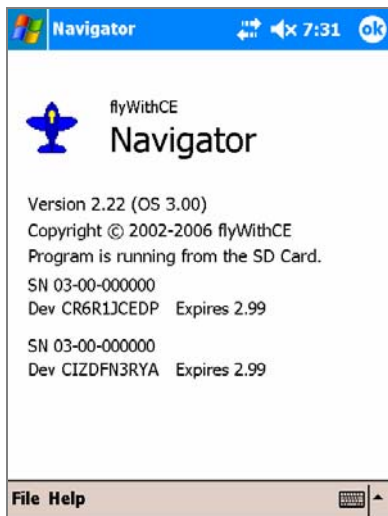 Navigator 7:31 ok
flyWithCE
Navigator
Version 2.22 (OS 3.00)
Copyright © 2002-2006 flyWithCE
Program is running from the SD Card.
SN 03-00-000000
Dev CR6R1JCEDP Expires 2.99
SN 03-00-000000
Dev CIZDFN3RYA Expires 2.99
File Help